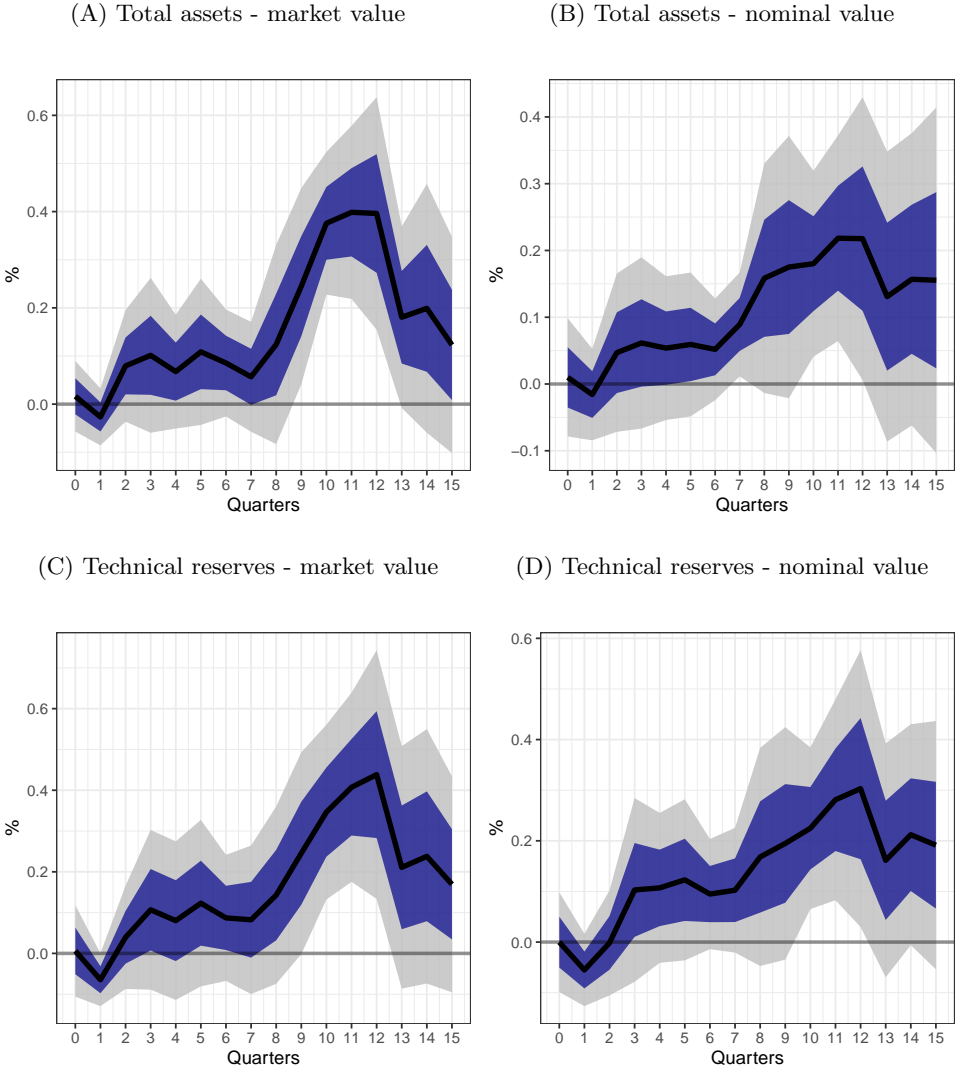 (A) Total assets - market value
(B) Total assets - nominal value
%
0.6
0.4
0.2
0.0
0 1 2 3 4 5 6 7 8 9 10 11 12 13 14 15
Quarters
%
0.4
0.3
0.2
0.1
0.0
−0.1
0 1 2 3 4 5 6 7 8 9 10 11 12 13 14 15
Quarters
(C) Technical reserves - market value
(D) Technical reserves - nominal value
%
0.6
0.4
0.2
0.0
0 1 2 3 4 5 6 7 8 9 10 11 12 13 14 15
Quarters
%
0.6
0.4
0.2
0.0
0 1 2 3 4 5 6 7 8 9 10 11 12 13 14 15
Quarters